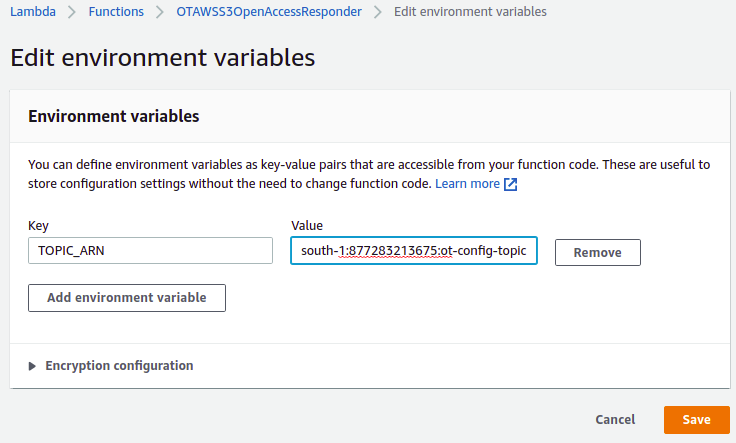 Lambda > Functions > OTAWSS3OpenAccessResponder > Edit environment variables
Edit environment variables
Environment variables
You can define environment variables as key-value pairs that are accessible from your function code. These are useful to
store configuration settings without the need to change function code. Learn more
Key Value
TOPIC_ARN south-1:877283213675:ot-config-topic Remove
Add environment variable
Encryption configuration
Cancel Save